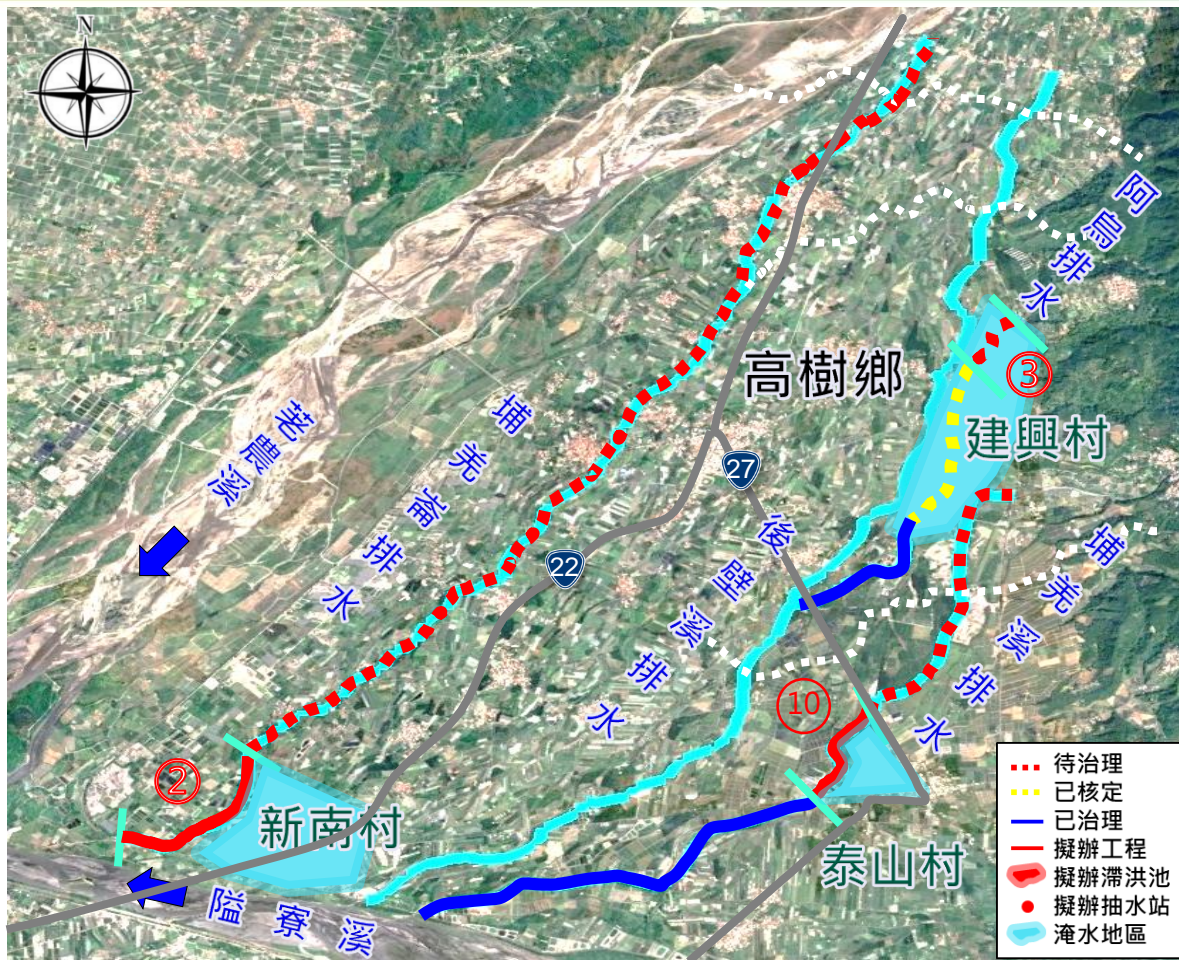 N
阿烏排水
③
高樹鄉
建興村
荖濃溪
埔羌崙排水
27
後壁溪排水
22
埔羌溪排水
⑩
②
新南村
泰山村
隘寮溪
待治理
已核定
已治理
擬辦工程
擬辦滯洪池
擬辦抽水站
淹水地區